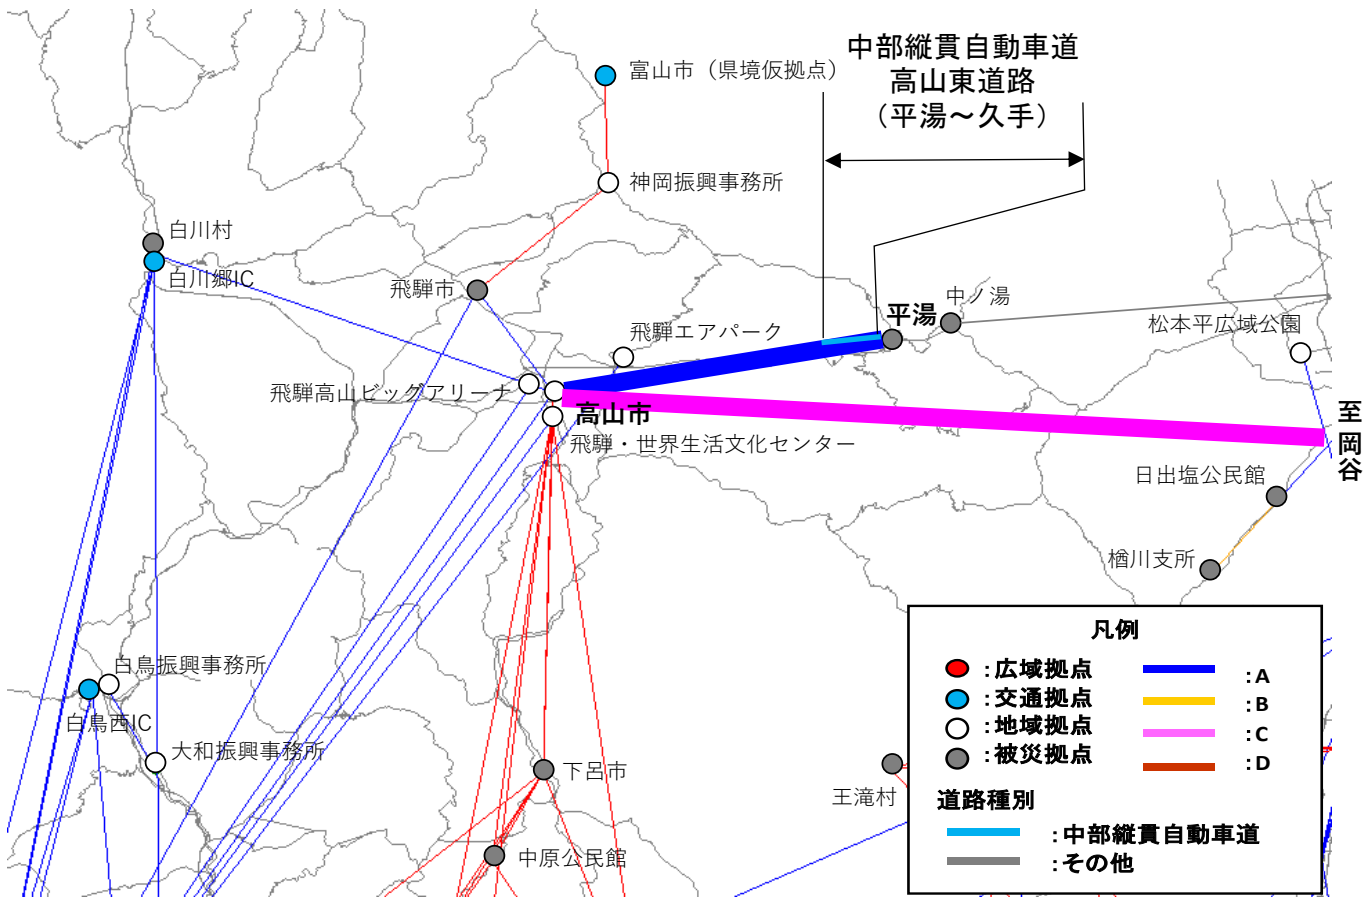 中部縦貫自動車道
高山東道路
（平湯～久手）
富山市（県境仮拠点）
神岡振興事務所
白川村
白川郷IC
飛騨市
飛騨エアパーク
平湯
中ノ湯
松本平広域公園
飛騨高山ビッグアリーナ
高山市
飛騨・世界生活文化センター
至
岡
谷
日出塩公民館
楢川支所
白鳥振興事務所
白鳥西IC
大和振興事務所
下呂市
中原公民館
王滝村
凡例
：広域拠点
：交通拠点
：地域拠点
：被災拠点
：A
：B
：C
：D
道路種別
：中部縦貫自動車道
：その他